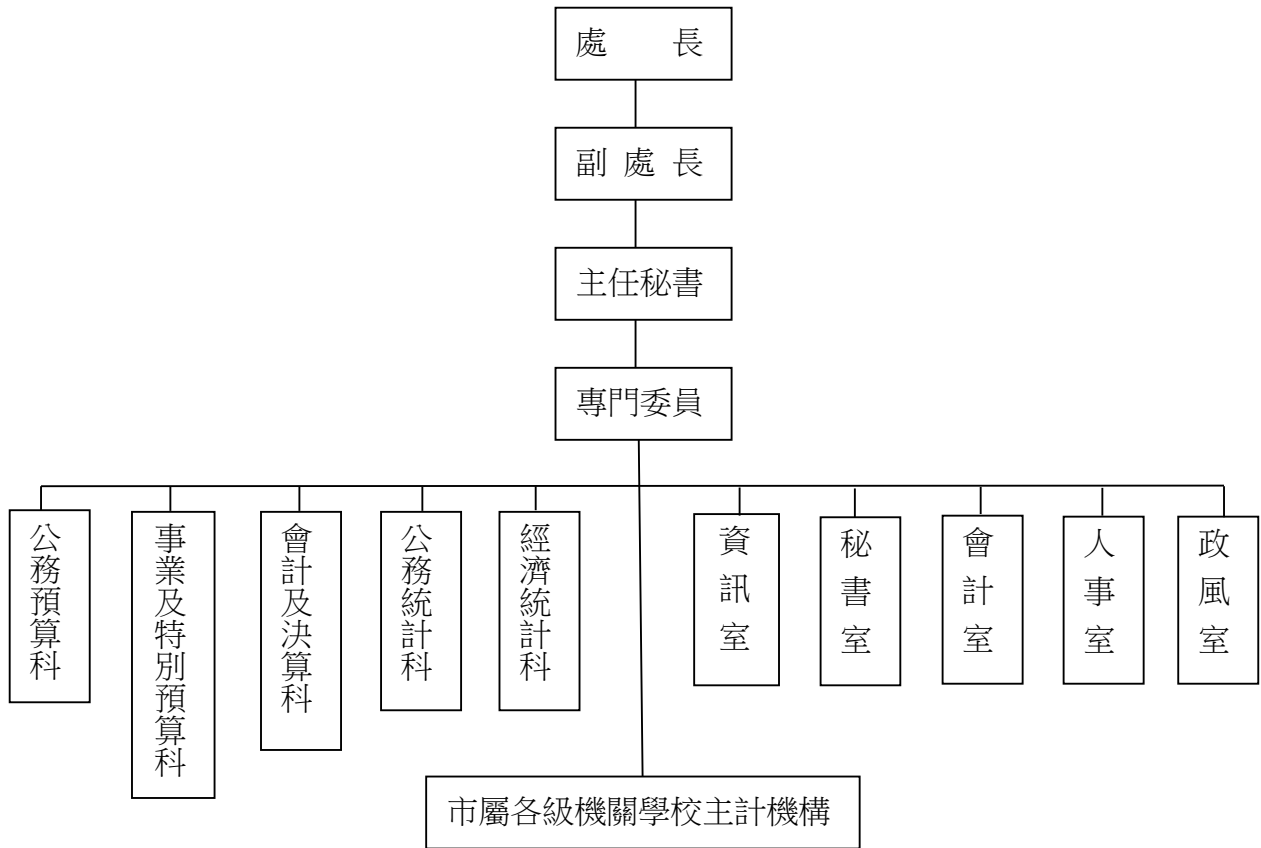 處　　長
副 處 長
主任秘書
專門委員
公務預算科
事業及特別預算科
會計及決算科
公務統計科
經濟統計科
資訊室
秘書室
會計室
人事室
政風室
市屬各級機關學校主計機構